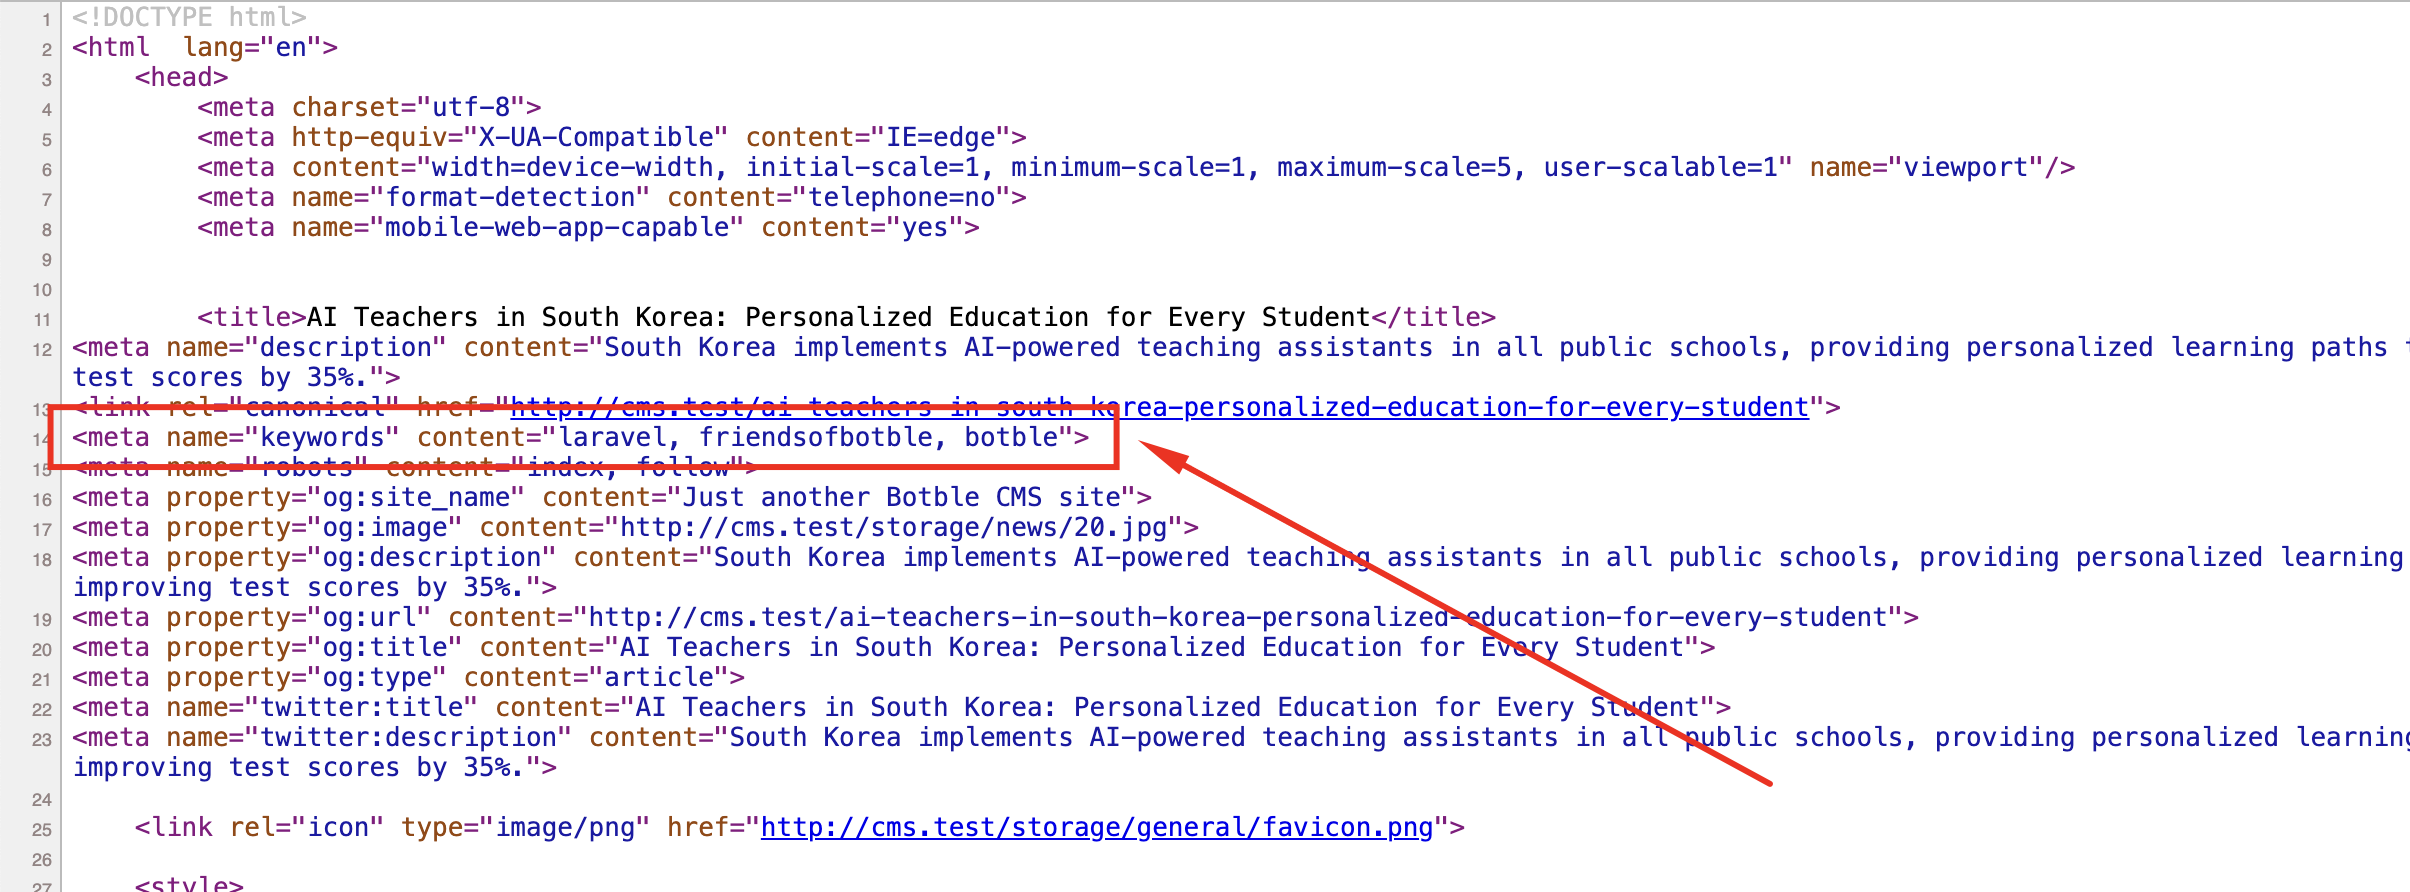 1 <!DOCTYPE html>
2 <html  lang="en">
3     <head>
4         <meta charset="utf-8">
5         <meta http-equiv="X-UA-Compatible" content="IE=edge">
6         <meta content="width=device-width, initial-scale=1, minimum-scale=1, maximum-scale=5, user-scalable=1" name="viewport"/>
7         <meta name="format-detection" content="telephone=no">
8         <meta name="mobile-web-app-capable" content="yes">
9
10
11         <title>AI Teachers in South Korea: Personalized Education for Every Student</title>
12 <meta name="description" content="South Korea implements AI-powered teaching assistants in all public schools, providing personalized learning paths
test scores by 35%.">
13 <link rel="canonical" href="http://cms.test/ai-teachers-in-south-korea-personalized-education-for-every-student">
14 <meta name="keywords" content="laravel, friendsofbotble, botble">
15 <meta name="robots" content="index, follow">
16 <meta property="og:site_name" content="Just another Botble CMS site">
17 <meta property="og:image" content="http://cms.test/storage/news/20.jpg">
18 <meta property="og:description" content="South Korea implements AI-powered teaching assistants in all public schools, providing personalized learning
improving test scores by 35%.">
19 <meta property="og:url" content="http://cms.test/ai-teachers-in-south-korea-personalized-education-for-every-student">
20 <meta property="og:title" content="AI Teachers in South Korea: Personalized Education for Every Student">
21 <meta property="og:type" content="article">
22 <meta name="twitter:title" content="AI Teachers in South Korea: Personalized Education for Every Student">
23 <meta name="twitter:description" content="South Korea implements AI-powered teaching assistants in all public schools, providing personalized learning
improving test scores by 35%.">
24
25     <link rel="icon" type="image/png" href="http://cms.test/storage/general/favicon.png">
26
27     <style>